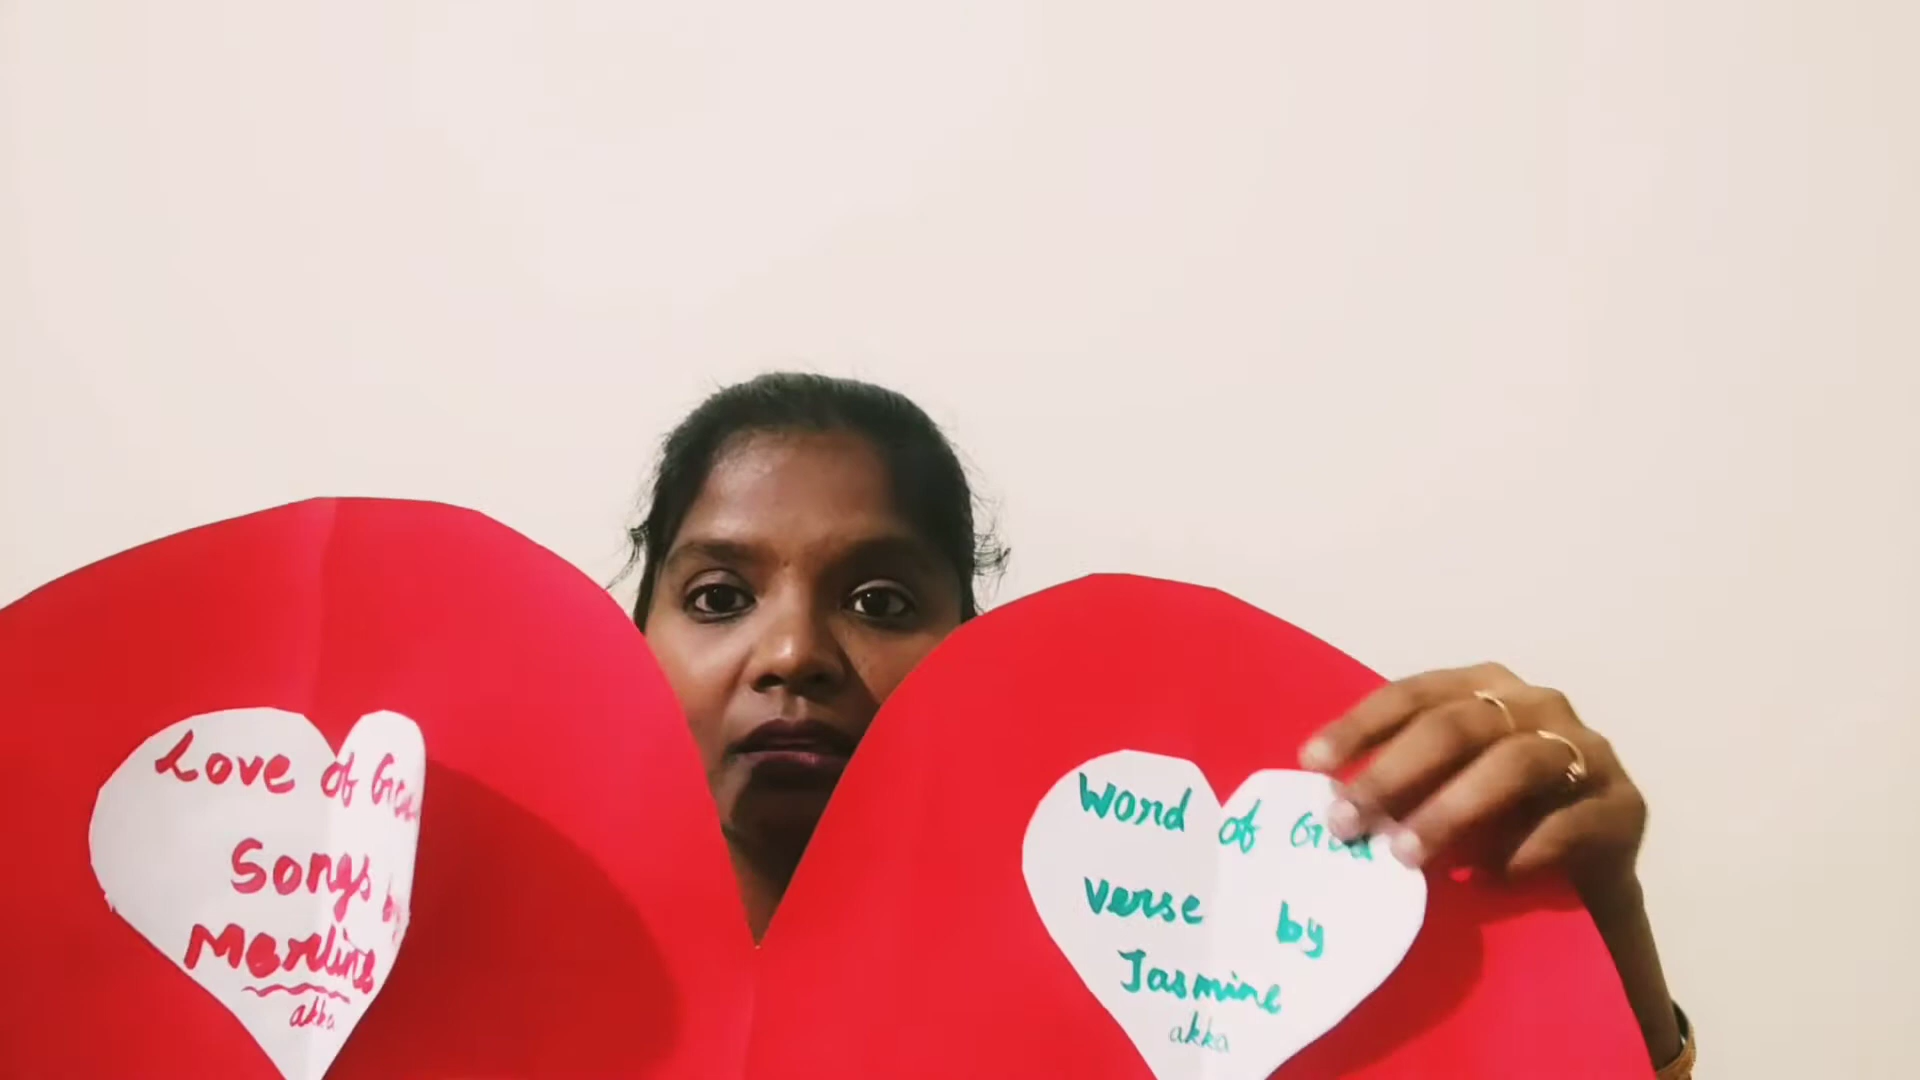 Love of God
Songs by
Merline
akka
Word of God
verse by
Jasmine
akka